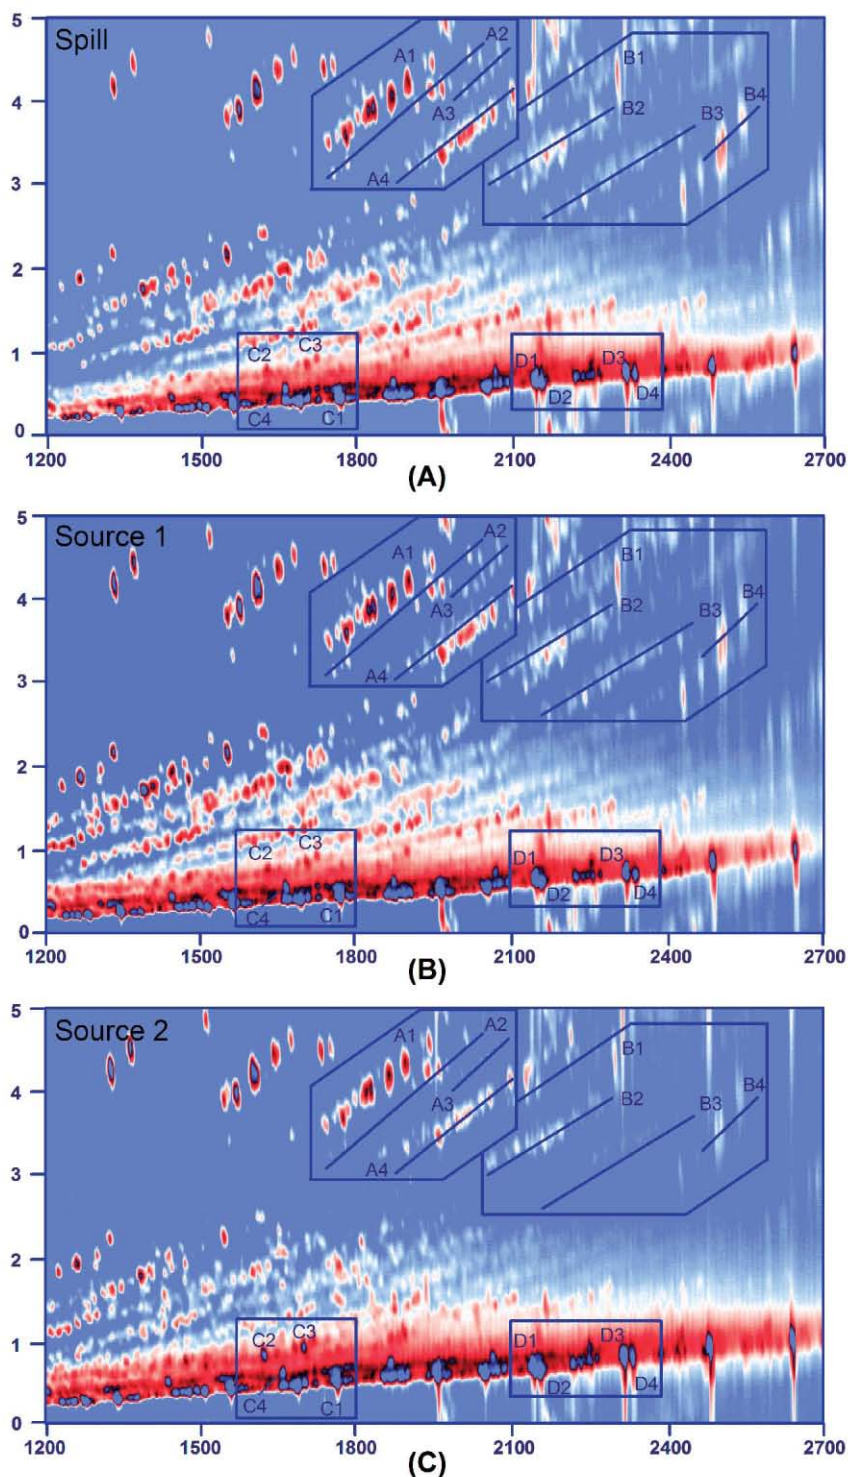 5
Spill
A1
A2
B1
4
A3
B2
B3
B4
A4
3
2
1
C2
C3
D1
D3
C4
C1
D2
D4
0
1200
1500
1800
2100
2400
2700
(A)
5
Source 1
A1
A2
B1
4
A3
B2
B3
B4
A4
3
2
1
C2
C3
D1
D3
C4
C1
D2
D4
0
1200
1500
1800
2100
2400
2700
(B)
5
Source 2
A1
A2
B1
4
A3
B2
B3
B4
A4
3
2
1
C2
C3
D1
D3
C4
C1
D2
D4
0
1200
1500
1800
2100
2400
2700
(C)